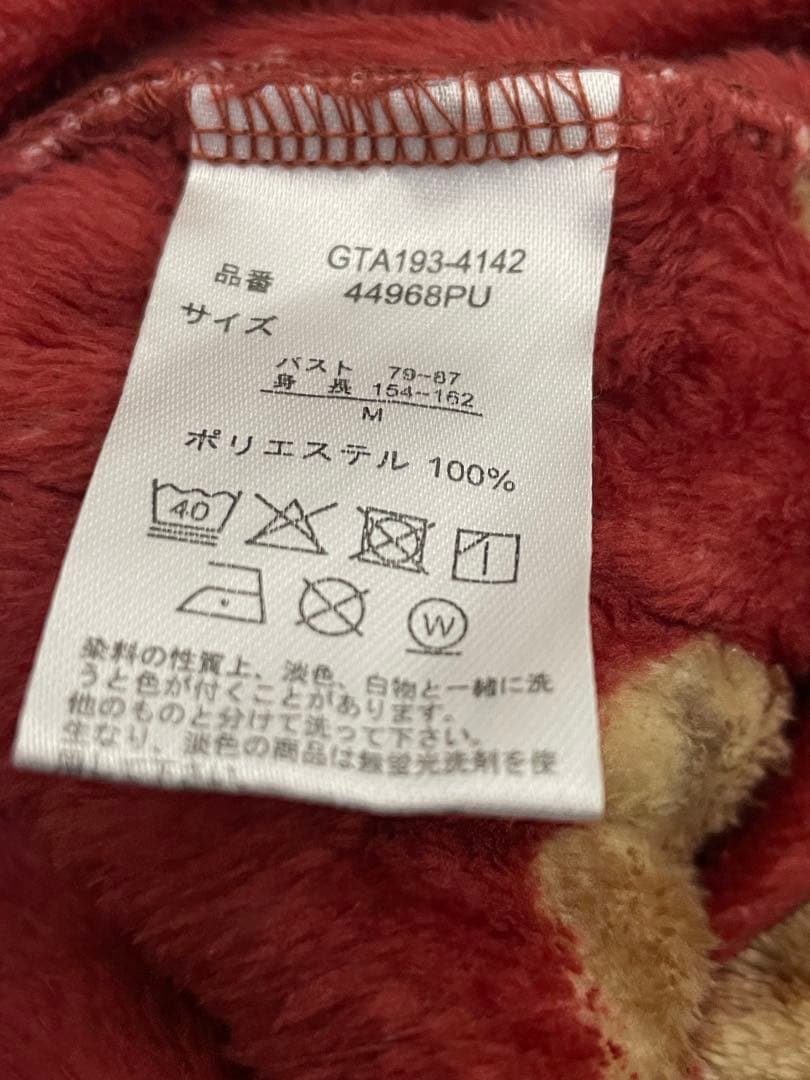 品番 GTA193-4142
44968PU
サイズ
バスト 79-87
身 長 154-162
M
ポリエステル 100%
40
W
染料の性質上、淡色、白物と一緒に洗
うと色が付くことがあります。
他のものと分けて洗って下さい。
生なり、淡色の商品は無蛍光洗剤を使